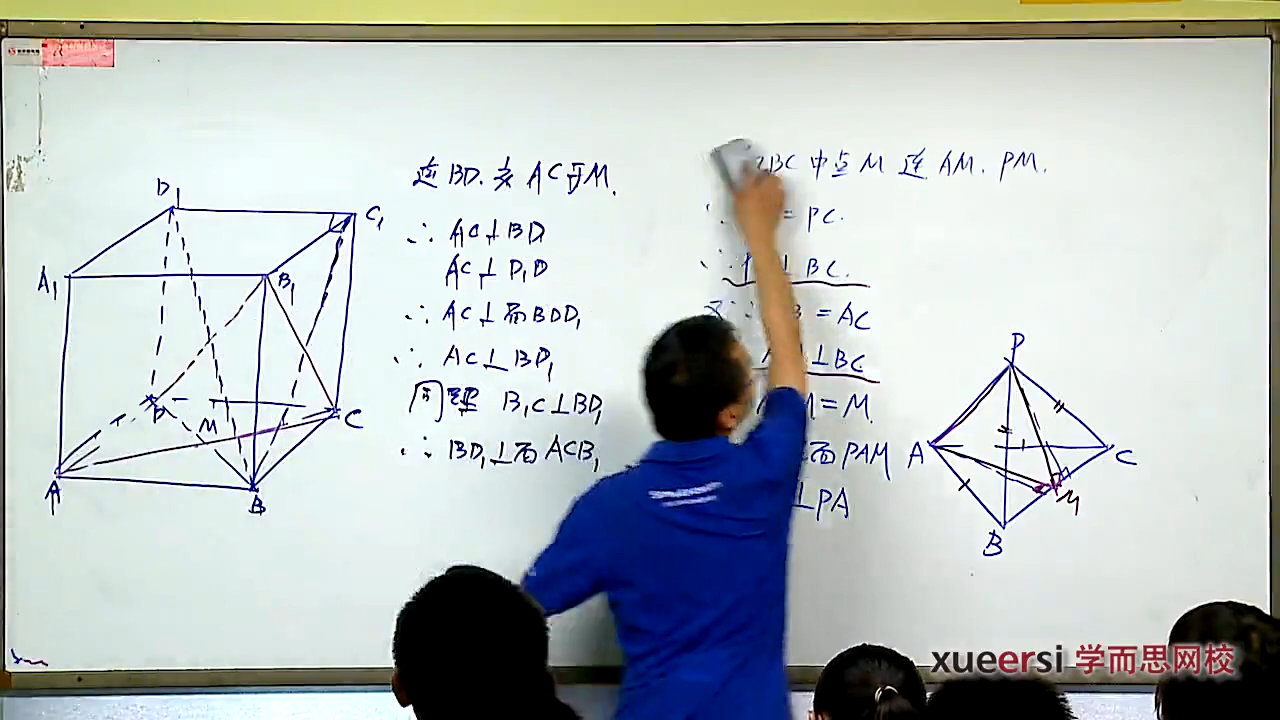 连BD.交AC于M.
∴ AC⊥BD
AC⊥D₁D
∴ AC⊥面BDD₁
∴ AC⊥BD₁
同理 B₁C⊥BD₁
∴ BD₁⊥面ACB₁
BC中点M 连AM.PM.
= PC.
⊥BC.
又∵ B=AC
⊥BC
M=M.
面PAM
⊥PA
D₁
C₁
A₁
B₁
D
M
C
A
B
P
A
C
M
B
xueersi 学而思网校